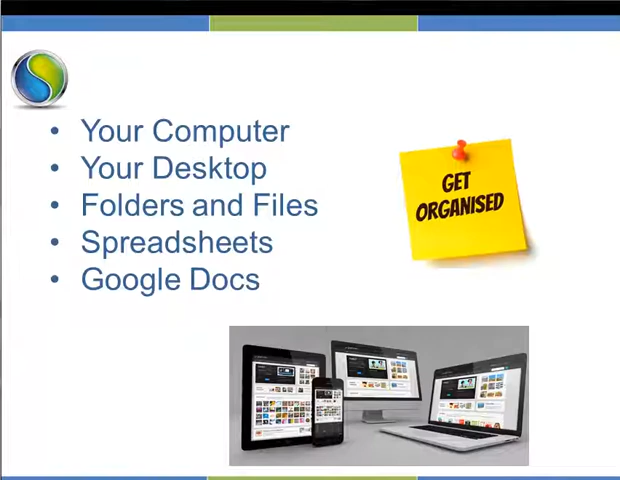 • Your Computer
• Your Desktop
• Folders and Files
• Spreadsheets
• Google Docs
GET
ORGANISED